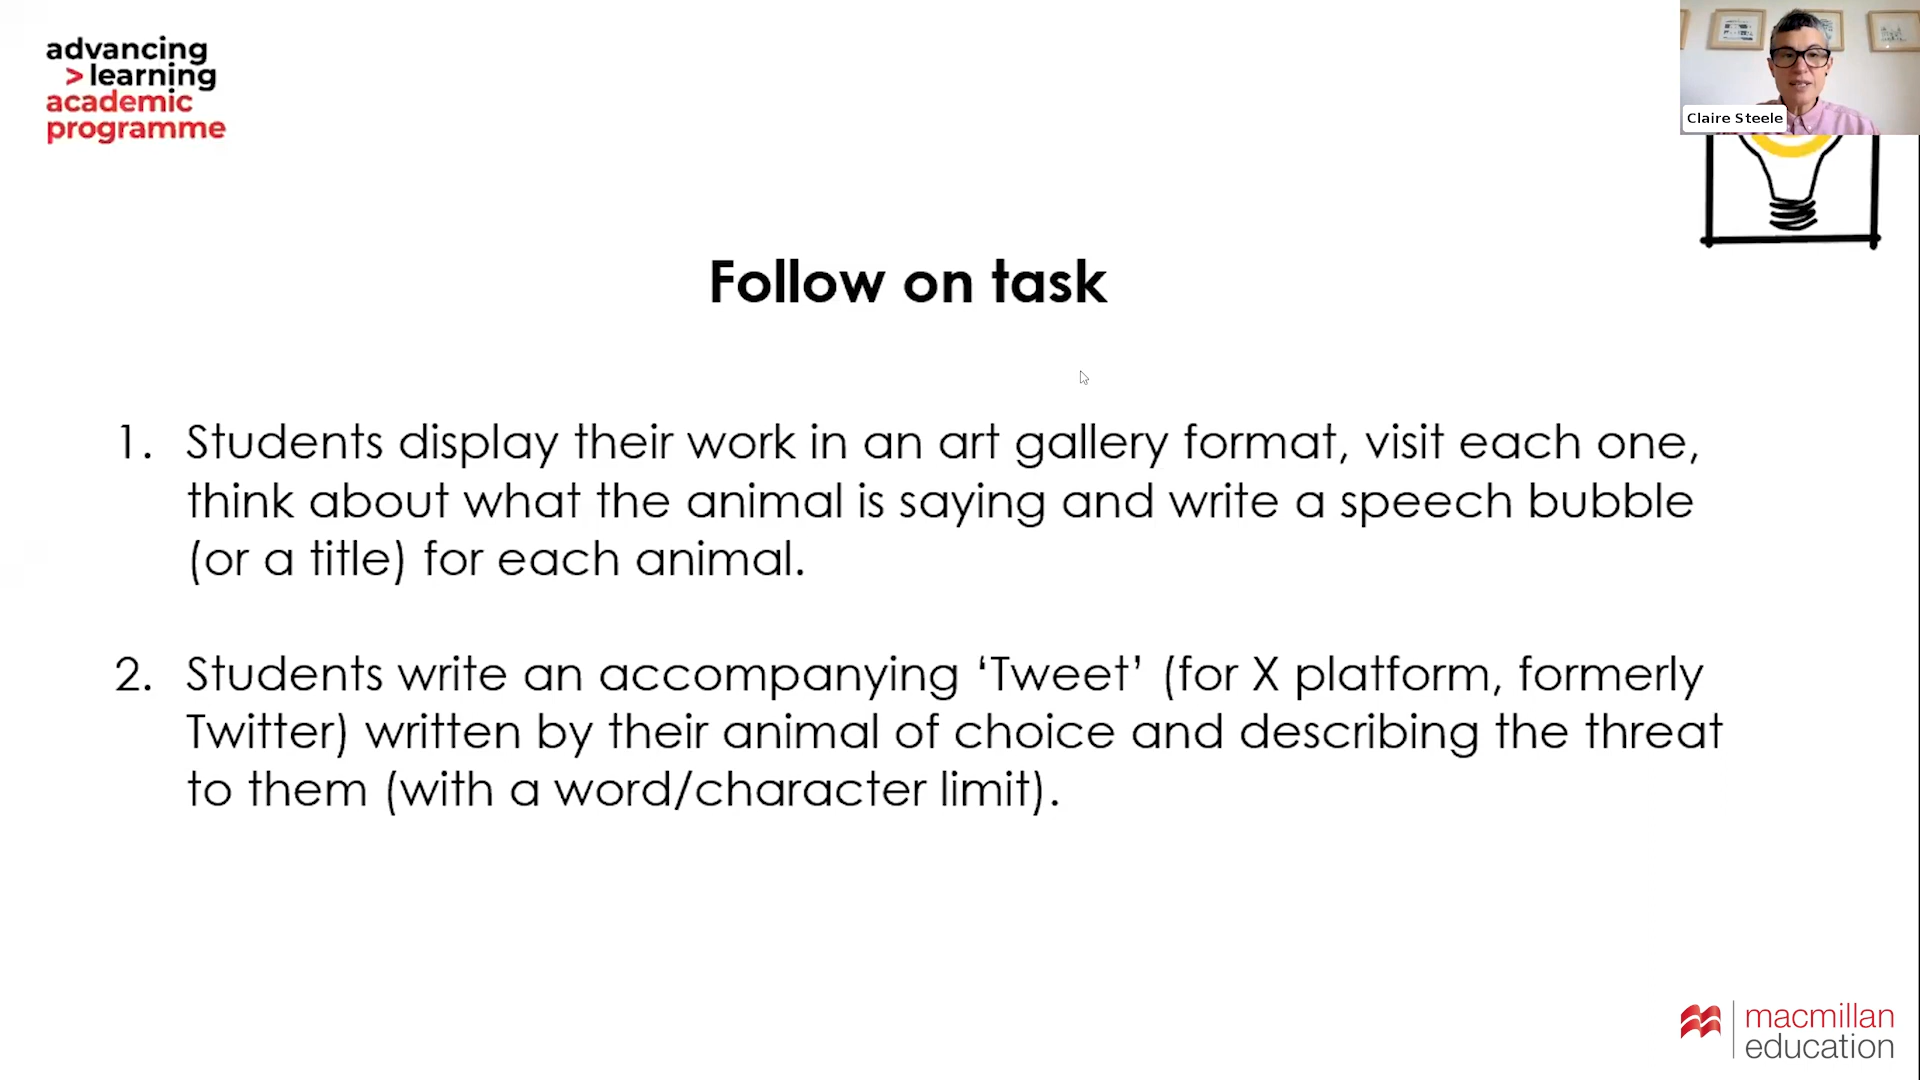 advancing
>learning
academic
programme
Claire Steele
Follow on task
1. Students display their work in an art gallery format, visit each one,
think about what the animal is saying and write a speech bubble
(or a title) for each animal.
2. Students write an accompanying ‘Tweet’ (for X platform, formerly
Twitter) written by their animal of choice and describing the threat
to them (with a word/character limit).
macmillan
education